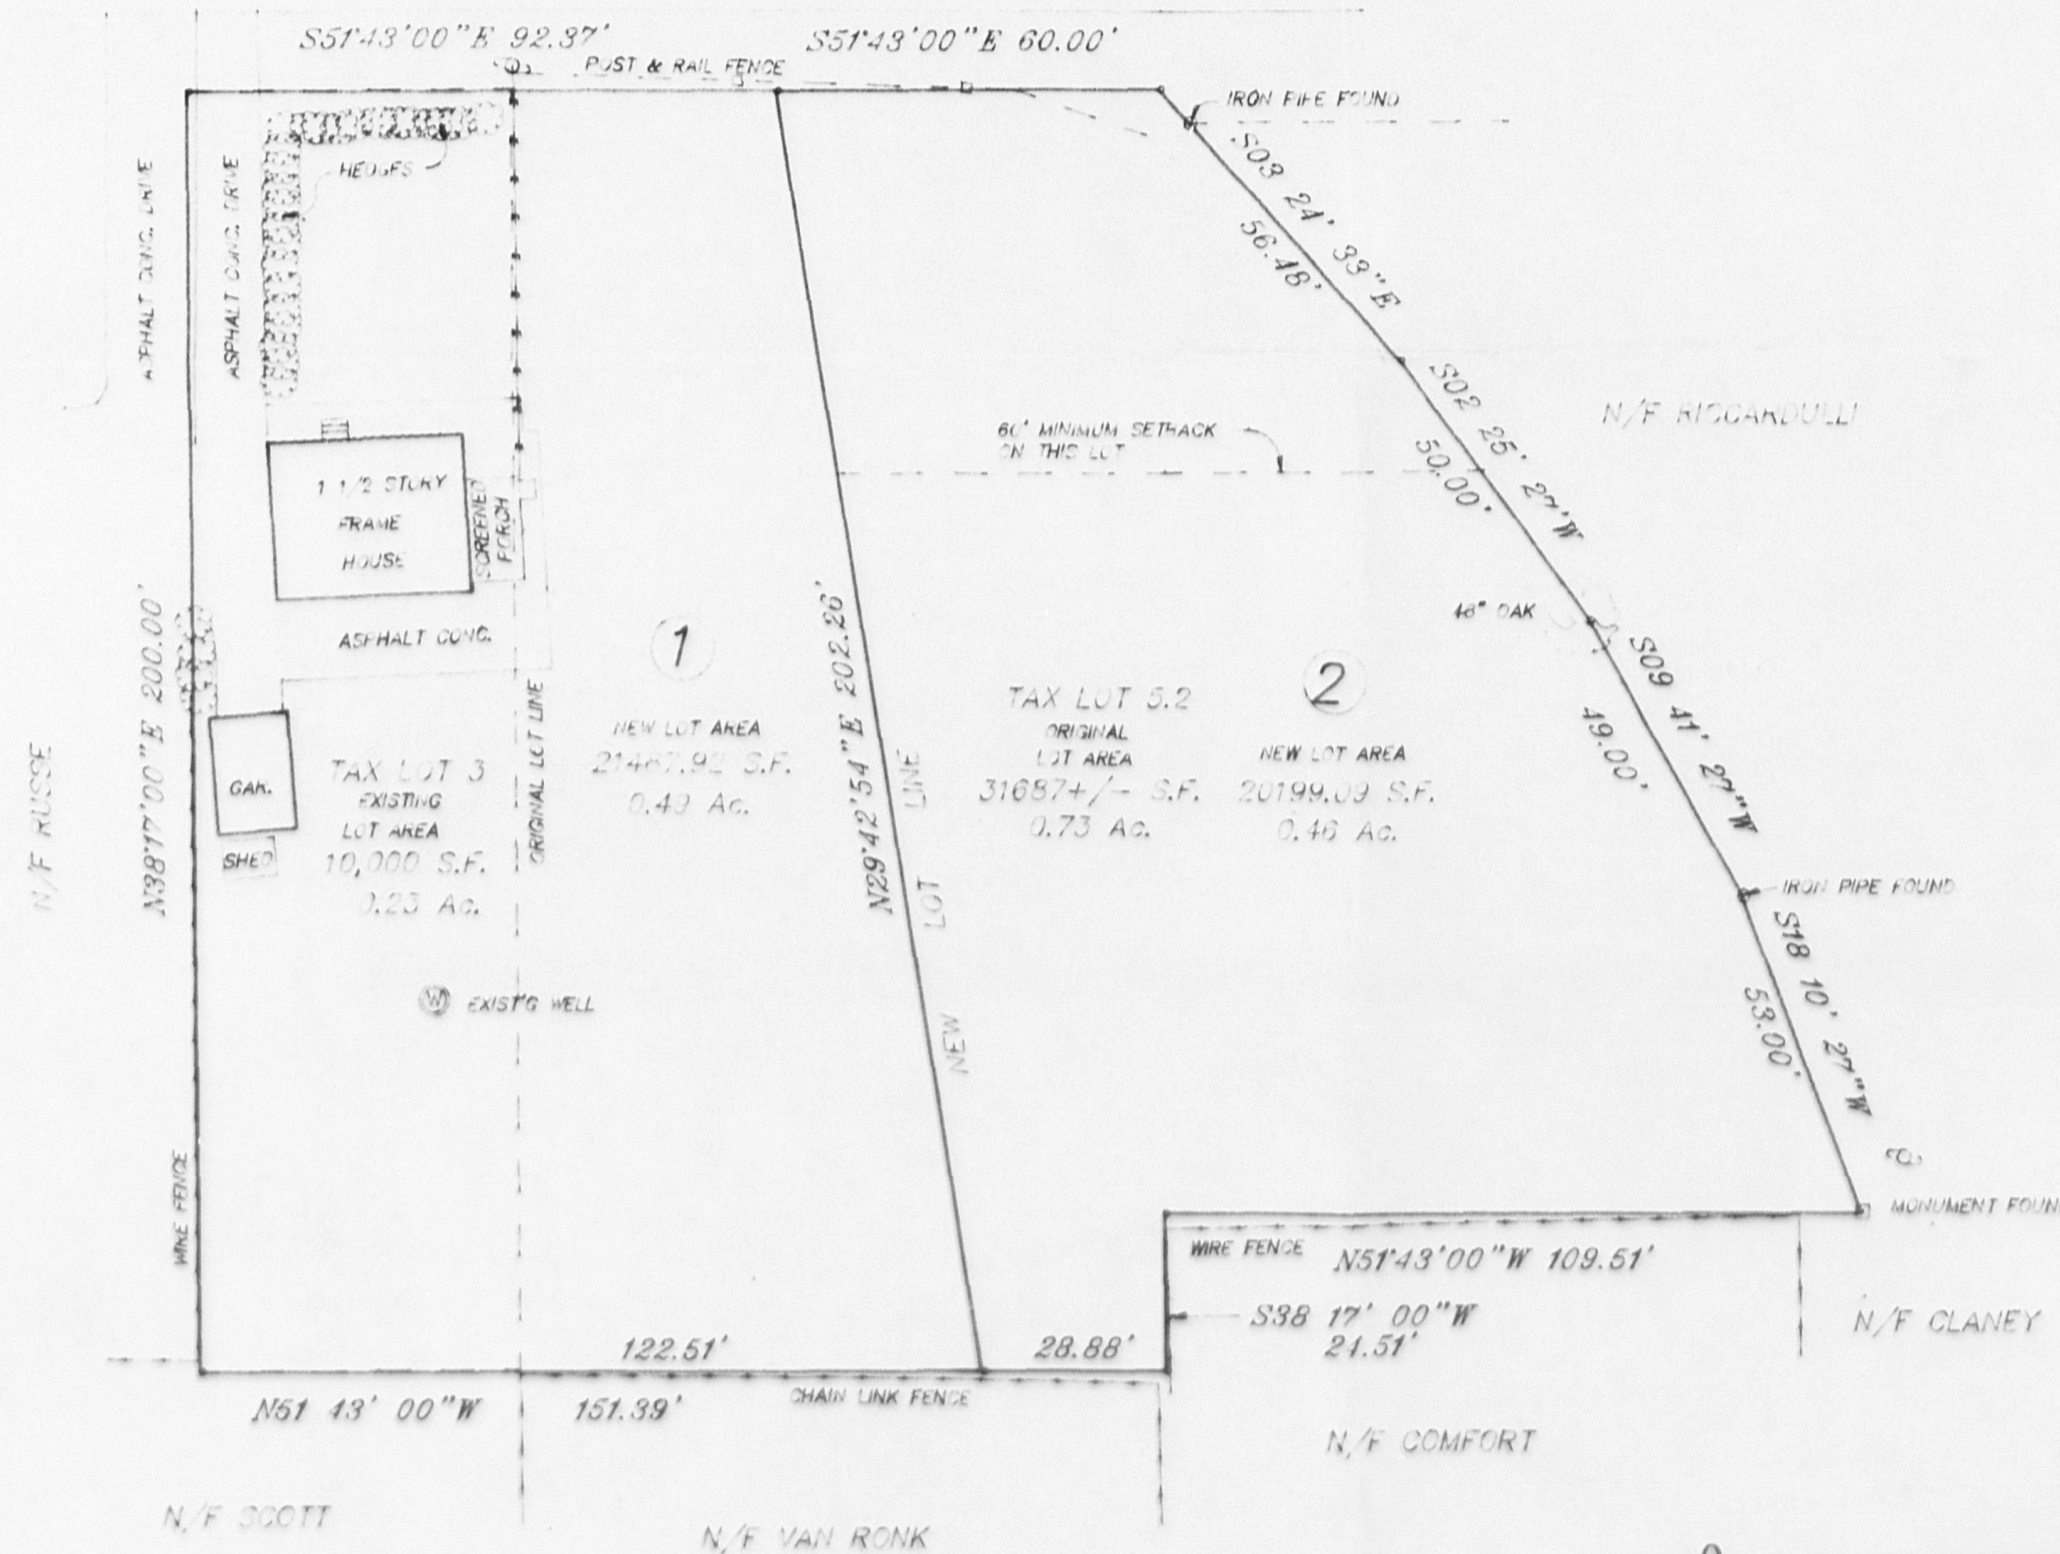 S51°43'00"E 92.37'
S51°43'00"E 60.00'
POST & RAIL FENCE
IRON PIPE FOUND
S03 24' 33"E
56.48'
HEDGES
ASPHALT CONC. DRIVE
ASPHALT CONC. DRIVE
S02 25' 27"W
50.00'
N/F RICCARDULLI
60' MINIMUM SETBACK
ON THIS LOT
1 1/2 STORY
FRAME
HOUSE
SCREENED
PORCH
ASPHALT CONC.
48" OAK
S09 41' 27"W
49.00'
N38°17'00"E 200.00'
N/F RUSSE
1
NEW LOT AREA
21487.92 S.F.
0.49 Ac.
N29°42'54"E 202.26'
NEW LOT LINE
ORIGINAL LOT LINE
TAX LOT 5.2
ORIGINAL
LOT AREA
31687+/- S.F.
0.73 Ac.
2
NEW LOT AREA
20199.09 S.F.
0.46 Ac.
GAR.
SHED
TAX LOT 3
EXISTING
LOT AREA
10,000 S.F.
0.23 Ac.
IRON PIPE FOUND
S18 10' 27"W
53.00'
W EXIST'G WELL
WIRE FENCE
MONUMENT FOUN
WIRE FENCE
N51°43'00"W 109.51'
S38 17' 00"W
24.51'
N/F CLANEY
122.51'
28.88'
N51 43' 00"W 151.39'
CHAIN LINK FENCE
N/F COMFORT
N/F SCOTT
N/F VAN RONK